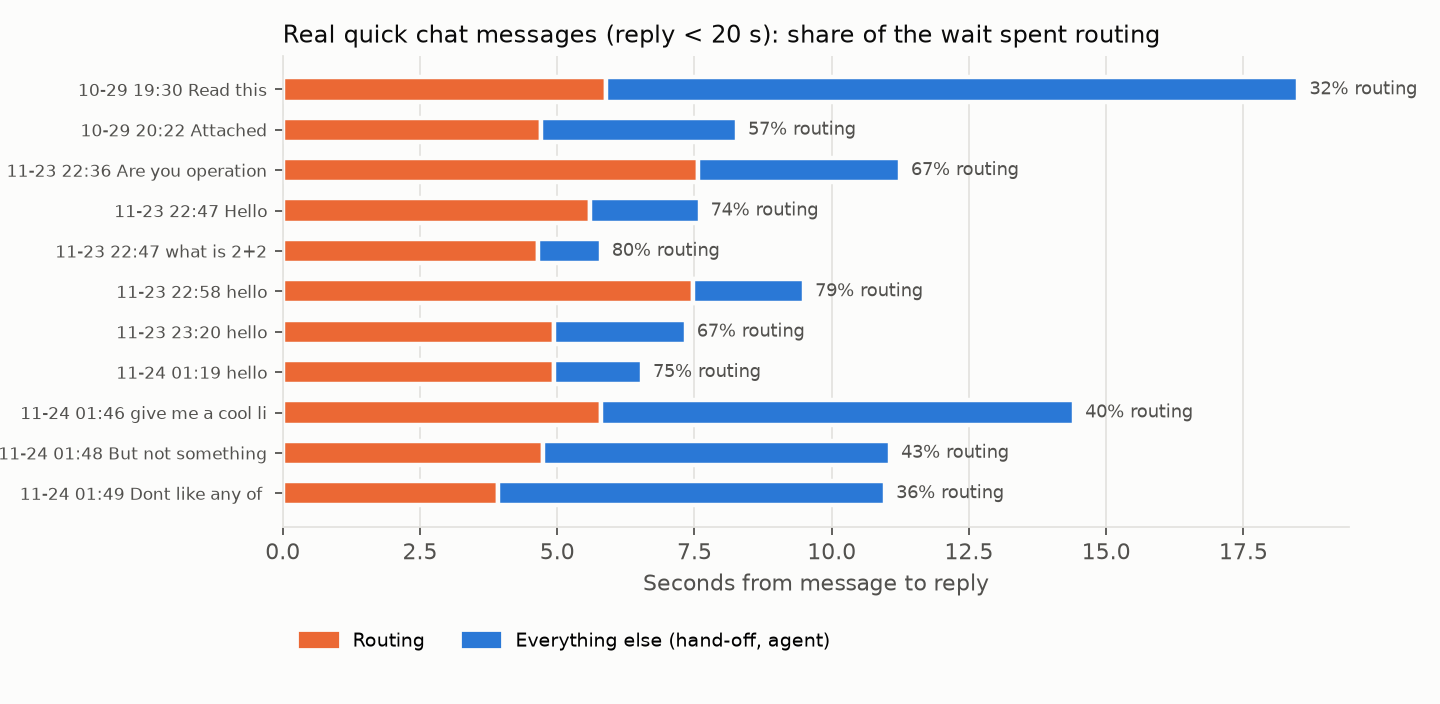 Real quick chat messages (reply < 20 s): share of the wait spent routing
10-29 19:30 Read this
32% routing
10-29 20:22 Attached
57% routing
11-23 22:36 Are you operation
67% routing
11-23 22:47 Hello
74% routing
11-23 22:47 what is 2+2
80% routing
11-23 22:58 hello
79% routing
11-23 23:20 hello
67% routing
11-24 01:19 hello
75% routing
11-24 01:46 give me a cool li
40% routing
11-24 01:48 But not something
43% routing
11-24 01:49 Dont like any of
36% routing
0.0 2.5 5.0 7.5 10.0 12.5 15.0 17.5
Seconds from message to reply
Routing
Everything else (hand-off, agent)